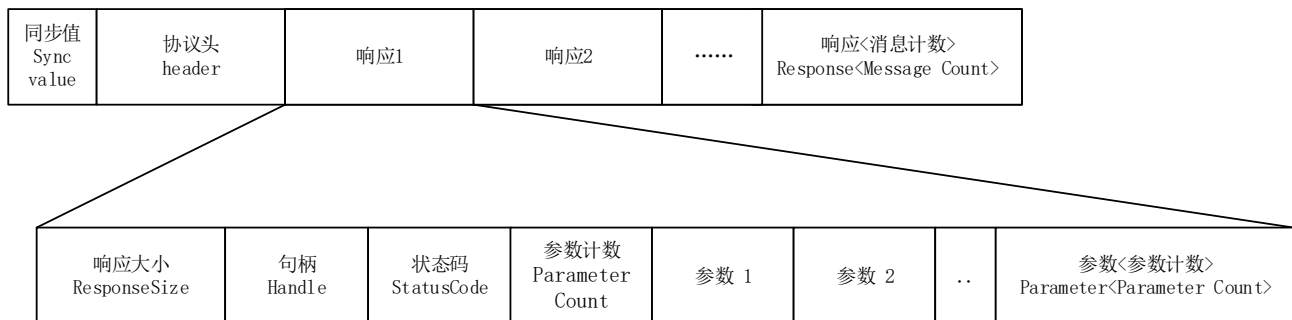 同步值
Sync
value
协议头
header
响应1
响应2
……
响应<消息计数>
Response<Message Count>
响应大小
ResponseSize
句柄
Handle
状态码
StatusCode
参数计数
Parameter
Count
参数 1
参数 2
..
参数<参数计数>
Parameter<Parameter Count>